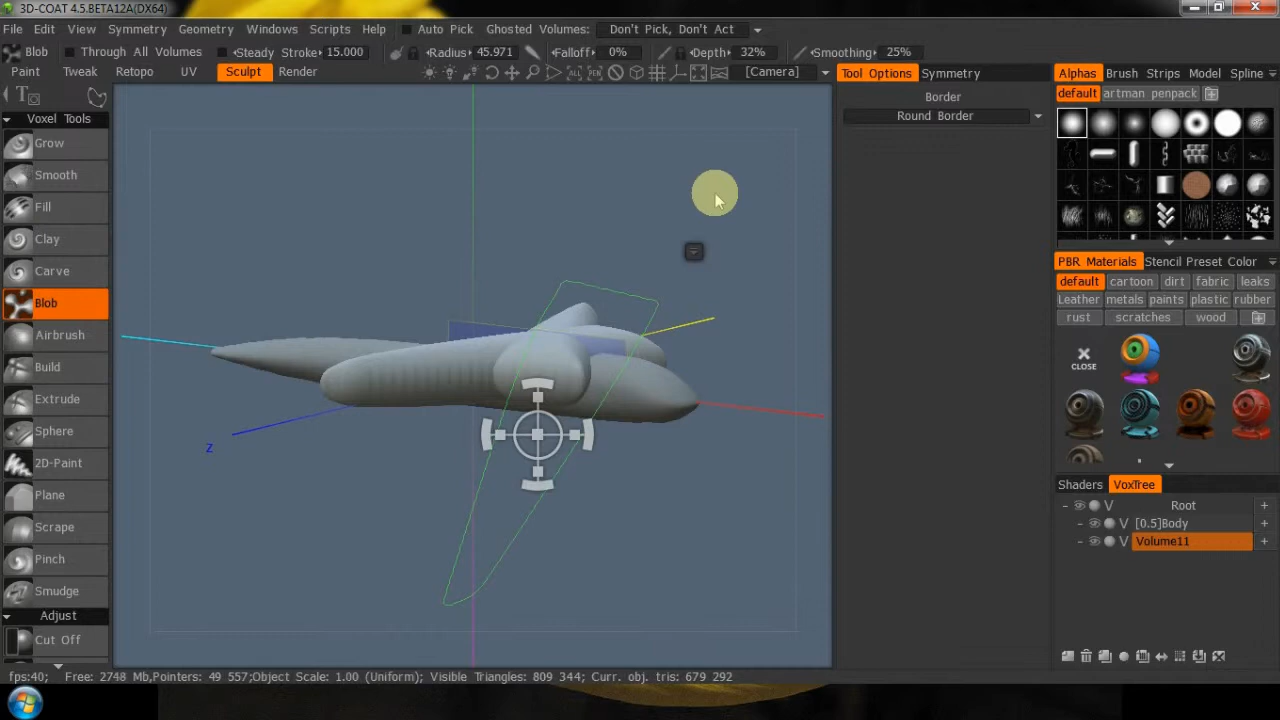 3D-COAT 4.5.BETA12A(DX64)
File Edit View Symmetry Geometry Windows Scripts Help Auto Pick Ghosted Volumes: Don't Pick, Don't Act
Blob Through All Volumes Steady Stroke 15.000 Radius 45.971 Falloff 0% Depth 32% Smoothing 25%
Paint Tweak Retopo UV Sculpt Render ALL PEN [Camera] Tool Options Symmetry Alphas Brush Strips Model Spline
Border default artman penpack
Voxel Tools Round Border
Grow
Smooth
Fill
Clay
PBR Materials Stencil Preset Color
Carve
default cartoon dirt fabric leaks
Leather metals paints plastic rubber
Blob
rust scratches wood
Airbrush
CLOSE
Build
Extrude
Sphere
Z
2D-Paint
Shaders VoxTree
Plane
V Root +
Scrape V [0.5]Body +
V Volume11 +
Pinch
Smudge
Adjust
Cut Off
fps:40; Free: 2748 Mb,Pointers: 49 557;Object Scale: 1.00 (Uniform), Visible Triangles: 809 344; Curr. obj. tris: 679 292